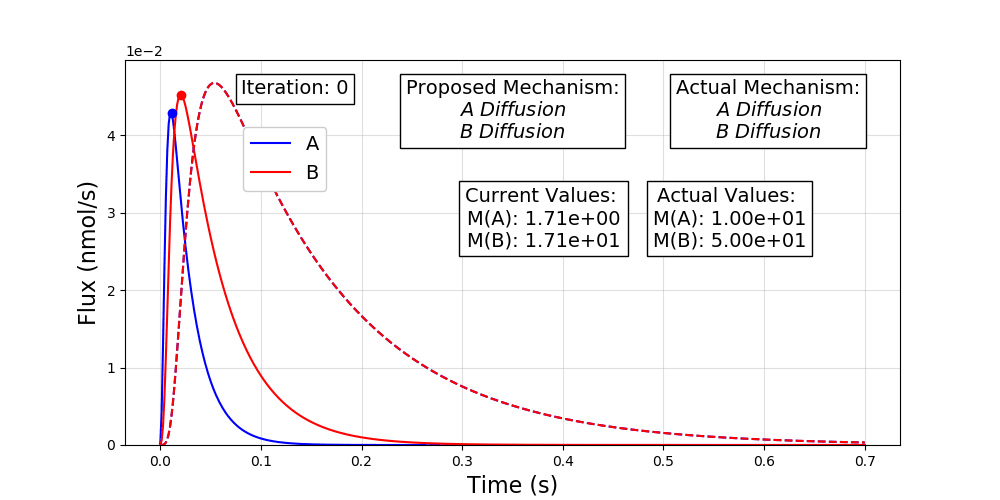 1e−2
Iteration: 0
Proposed Mechanism:
A Diffusion
B Diffusion
Actual Mechanism:
A Diffusion
B Diffusion
A
B
Current Values:
M(A): 1.71e+00
M(B): 1.71e+01
Actual Values:
M(A): 1.00e+01
M(B): 5.00e+01
Flux (nmol/s)
4
3
2
1
0
0.0 0.1 0.2 0.3 0.4 0.5 0.6 0.7
Time (s)